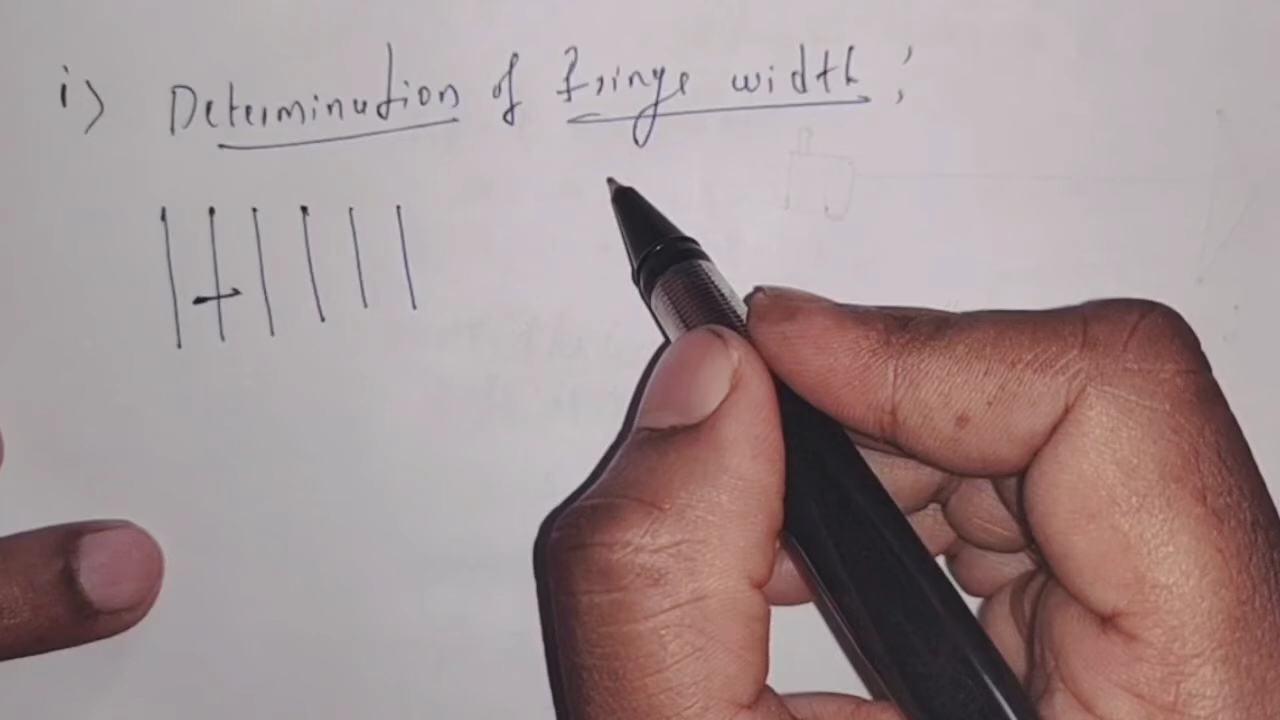 i) Determination of fringe width ;